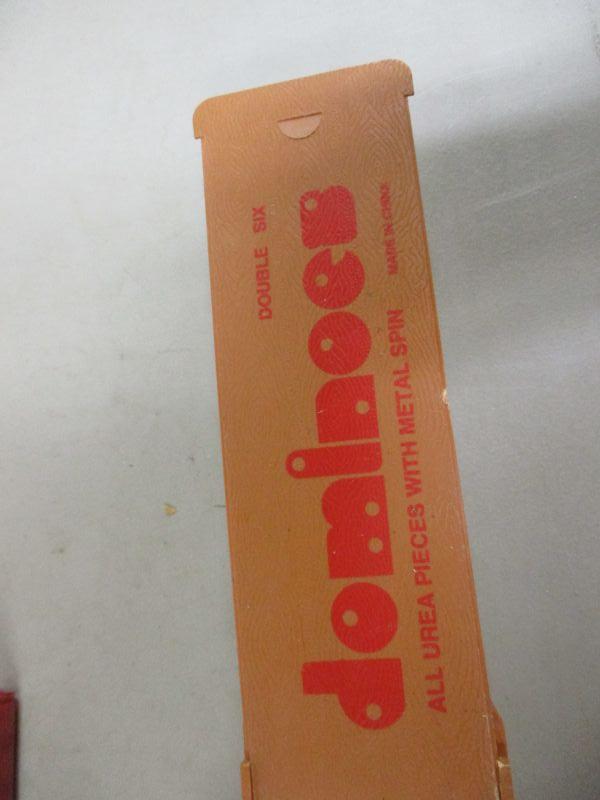 DOUBLE SIX
dominoes
MADE IN CHINA
ALL UREA PIECES WITH METAL SPIN